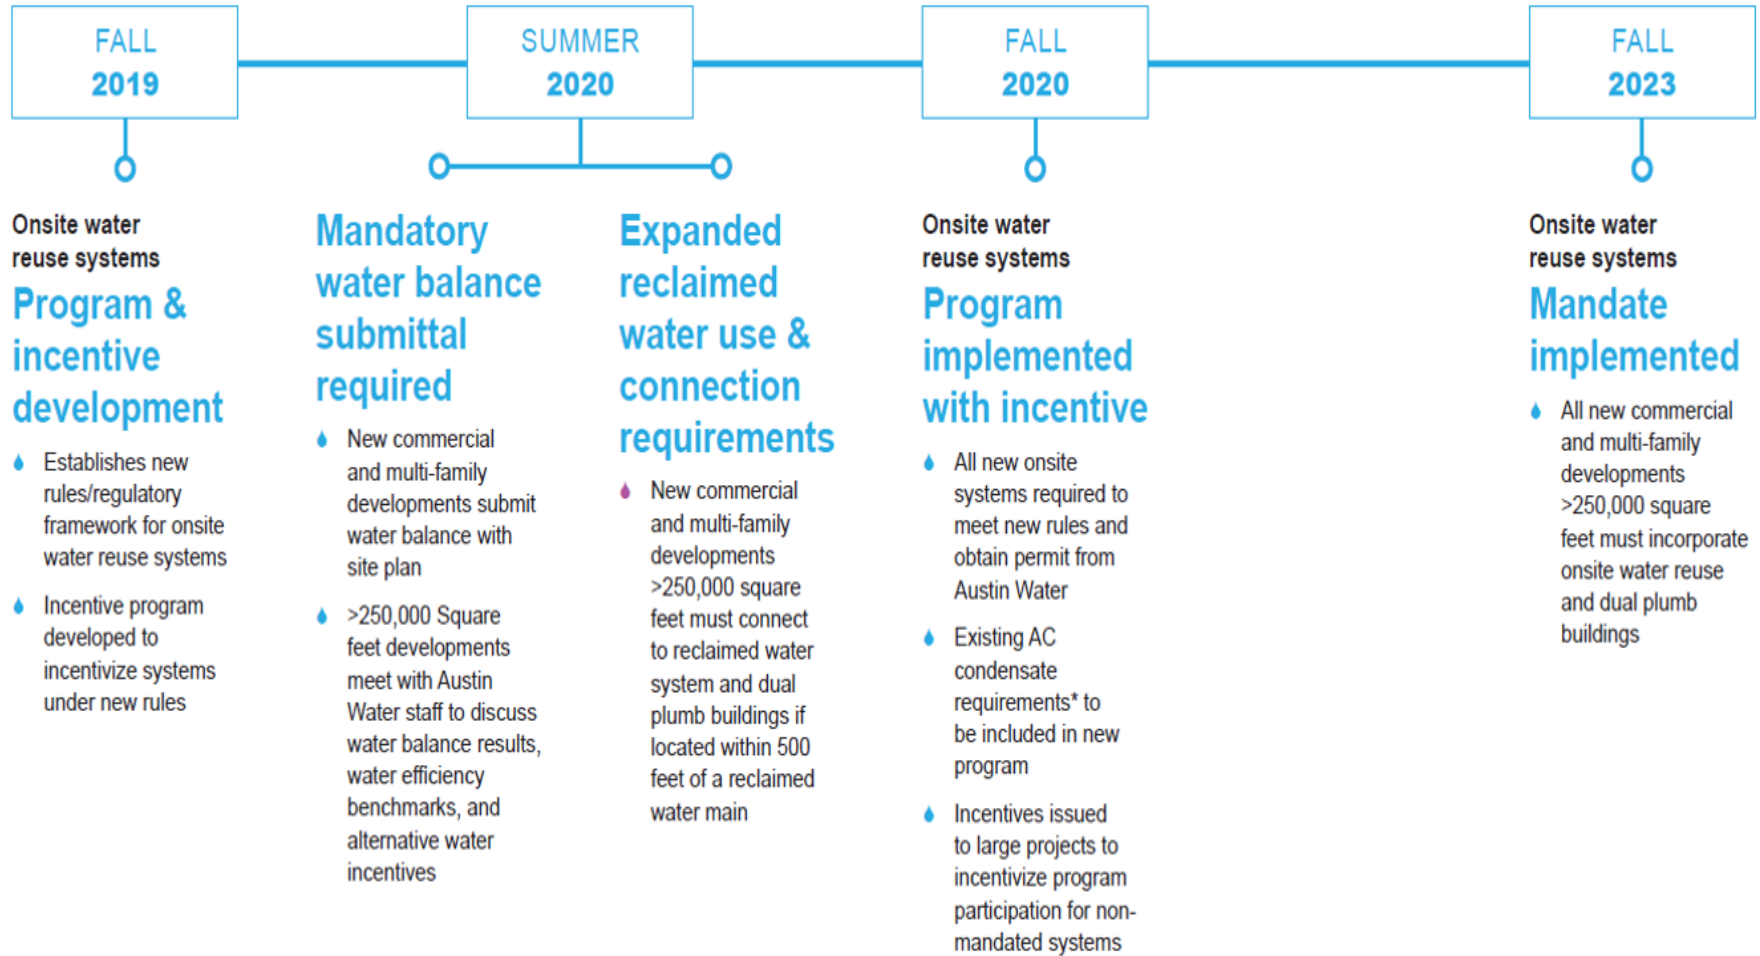 FALL
2019
SUMMER
2020
FALL
2020
FALL
2023
Onsite water
reuse systems
Program &
incentive
development
Establishes new
rules/regulatory
framework for onsite
water reuse systems
Incentive program
developed to
incentivize systems
under new rules
Mandatory
water balance
submittal
required
New commercial
and multi-family
developments submit
water balance with
site plan
>250,000 Square
feet developments
meet with Austin
Water staff to discuss
water balance results,
water efficiency
benchmarks, and
alternative water
incentives
Expanded
reclaimed
water use &
connection
requirements
New commercial
and multi-family
developments
>250,000 square
feet must connect
to reclaimed water
system and dual
plumb buildings if
located within 500
feet of a reclaimed
water main
Onsite water
reuse systems
Program
implemented
with incentive
All new onsite
systems required to
meet new rules and
obtain permit from
Austin Water
Existing AC
condensate
requirements* to
be included in new
program
Incentives issued
to large projects to
incentivize program
participation for non-
mandated systems
Onsite water
reuse systems
Mandate
implemented
All new commercial
and multi-family
developments
>250,000 square
feet must incorporate
onsite water reuse
and dual plumb
buildings